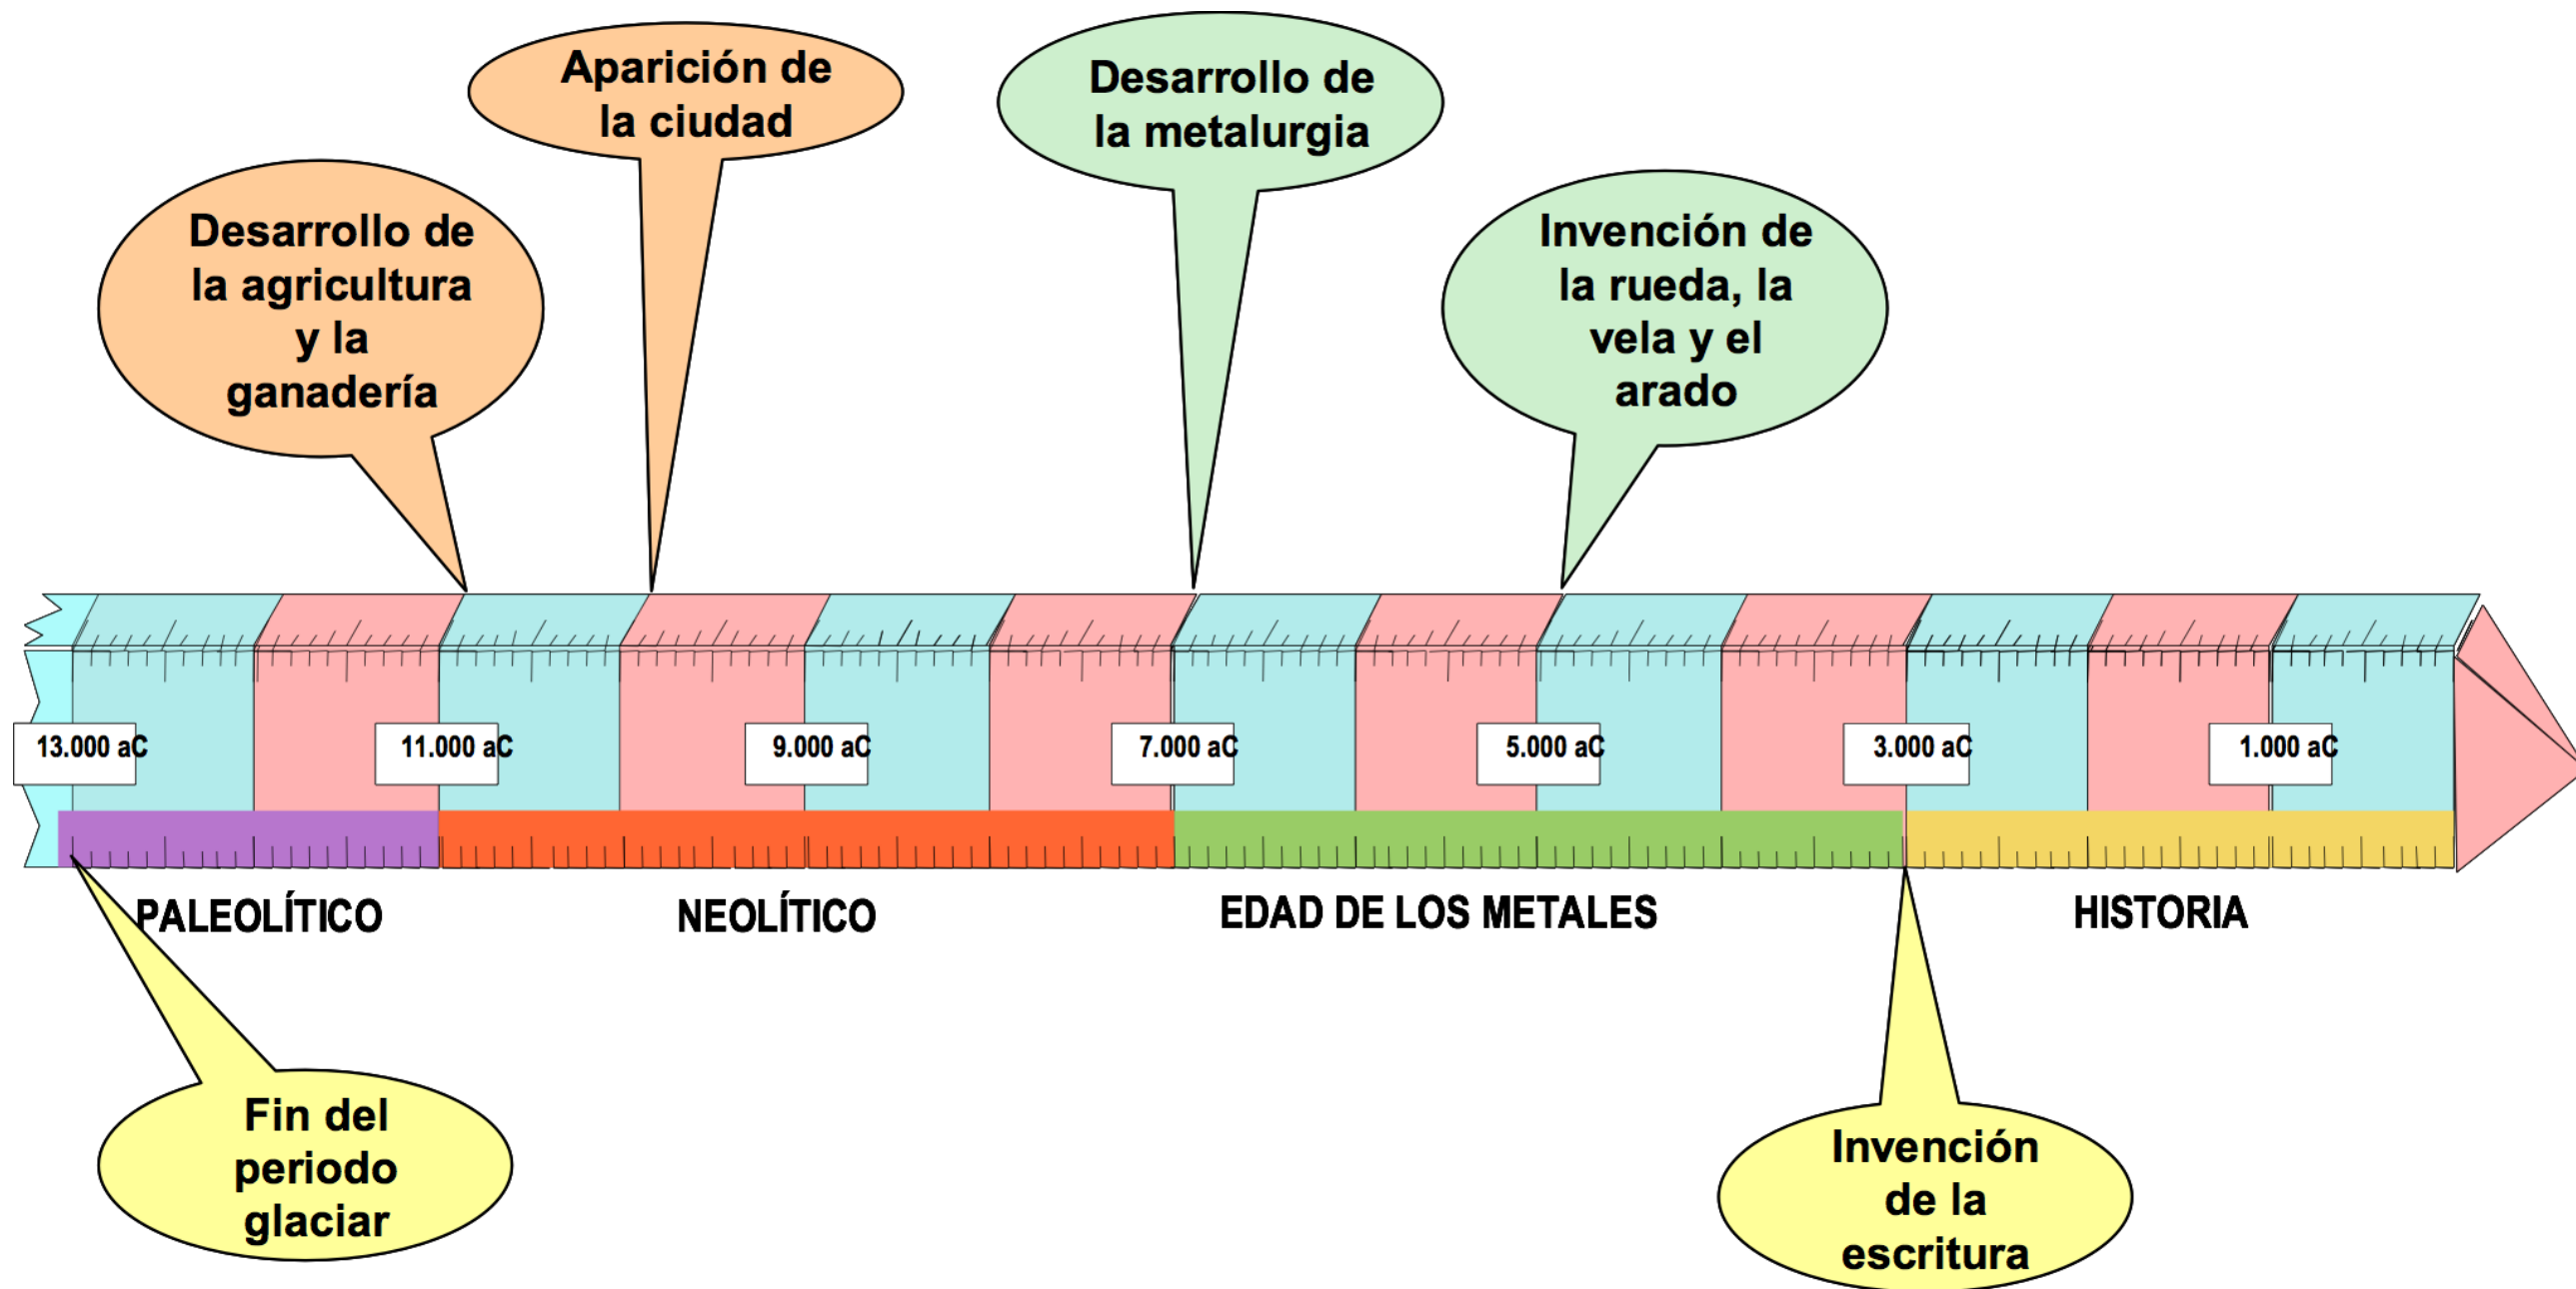 Aparición de
la ciudad
Desarrollo de
la metalurgia
Desarrollo de
la agricultura
y la
ganadería
Invención de
la rueda, la
vela y el
arado
13.000 aC
11.000 aC
9.000 aC
7.000 aC
5.000 aC
3.000 aC
1.000 aC
PALEOLÍTICO
NEOLÍTICO
EDAD DE LOS METALES
HISTORIA
Fin del
periodo
glaciar
Invención
de la
escritura